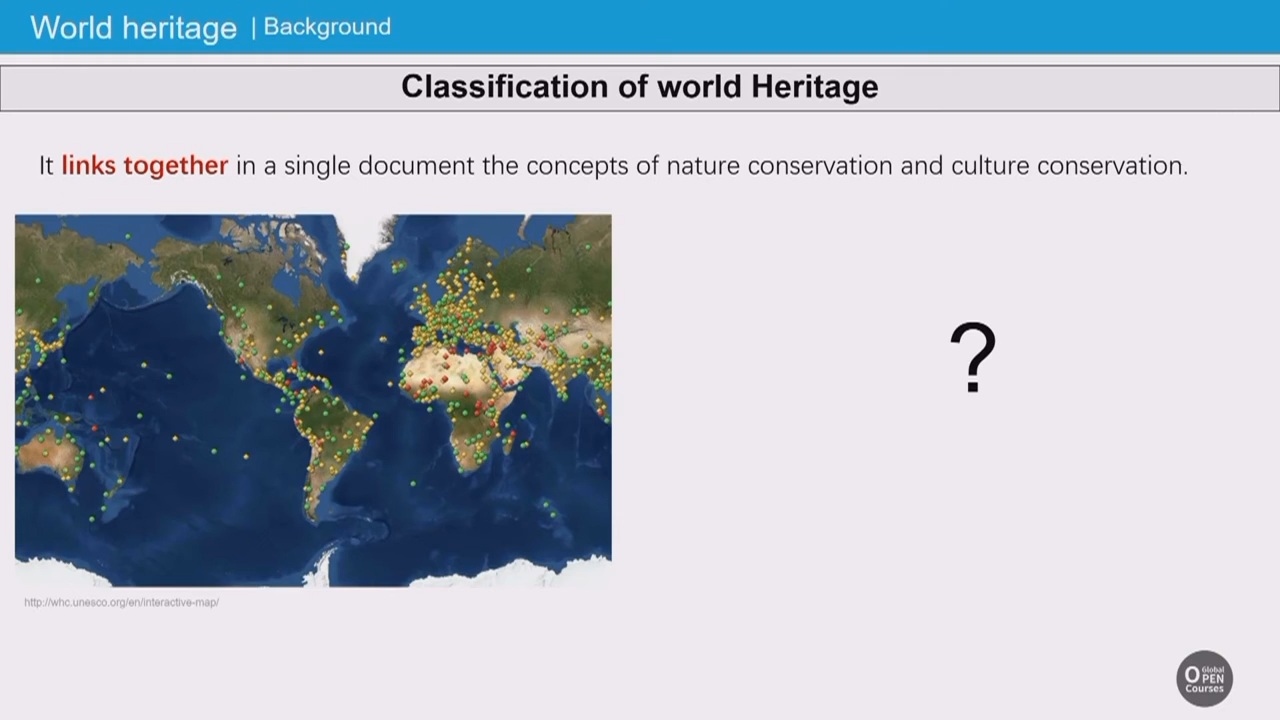 World heritage | Background
Classification of world Heritage
It links together in a single document the concepts of nature conservation and culture conservation.
?
http://whc.unesco.org/en/interactive-map/
Global
OPEN
Courses